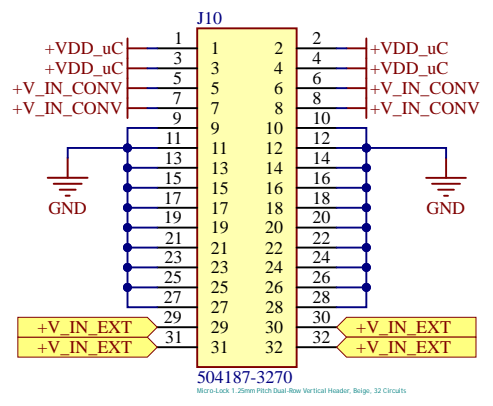 J10
+VDD_uC 1 1 2 2 +VDD_uC
+VDD_uC 3 3 4 4 +VDD_uC
+V_IN_CONV 5 5 6 6 +V_IN_CONV
+V_IN_CONV 7 7 8 8 +V_IN_CONV
9 9 10 10
11 11 12 12
13 13 14 14
15 15 16 16
17 17 18 18
19 19 20 20
21 21 22 22
23 23 24 24
25 25 26 26
27 27 28 28
GND GND
+V_IN_EXT 29 29 30 30 +V_IN_EXT
+V_IN_EXT 31 31 32 32 +V_IN_EXT
504187-3270
Micro-Lock 1.25mm Pitch Dual-Row Vertical Header, Beige, 32 Circuits